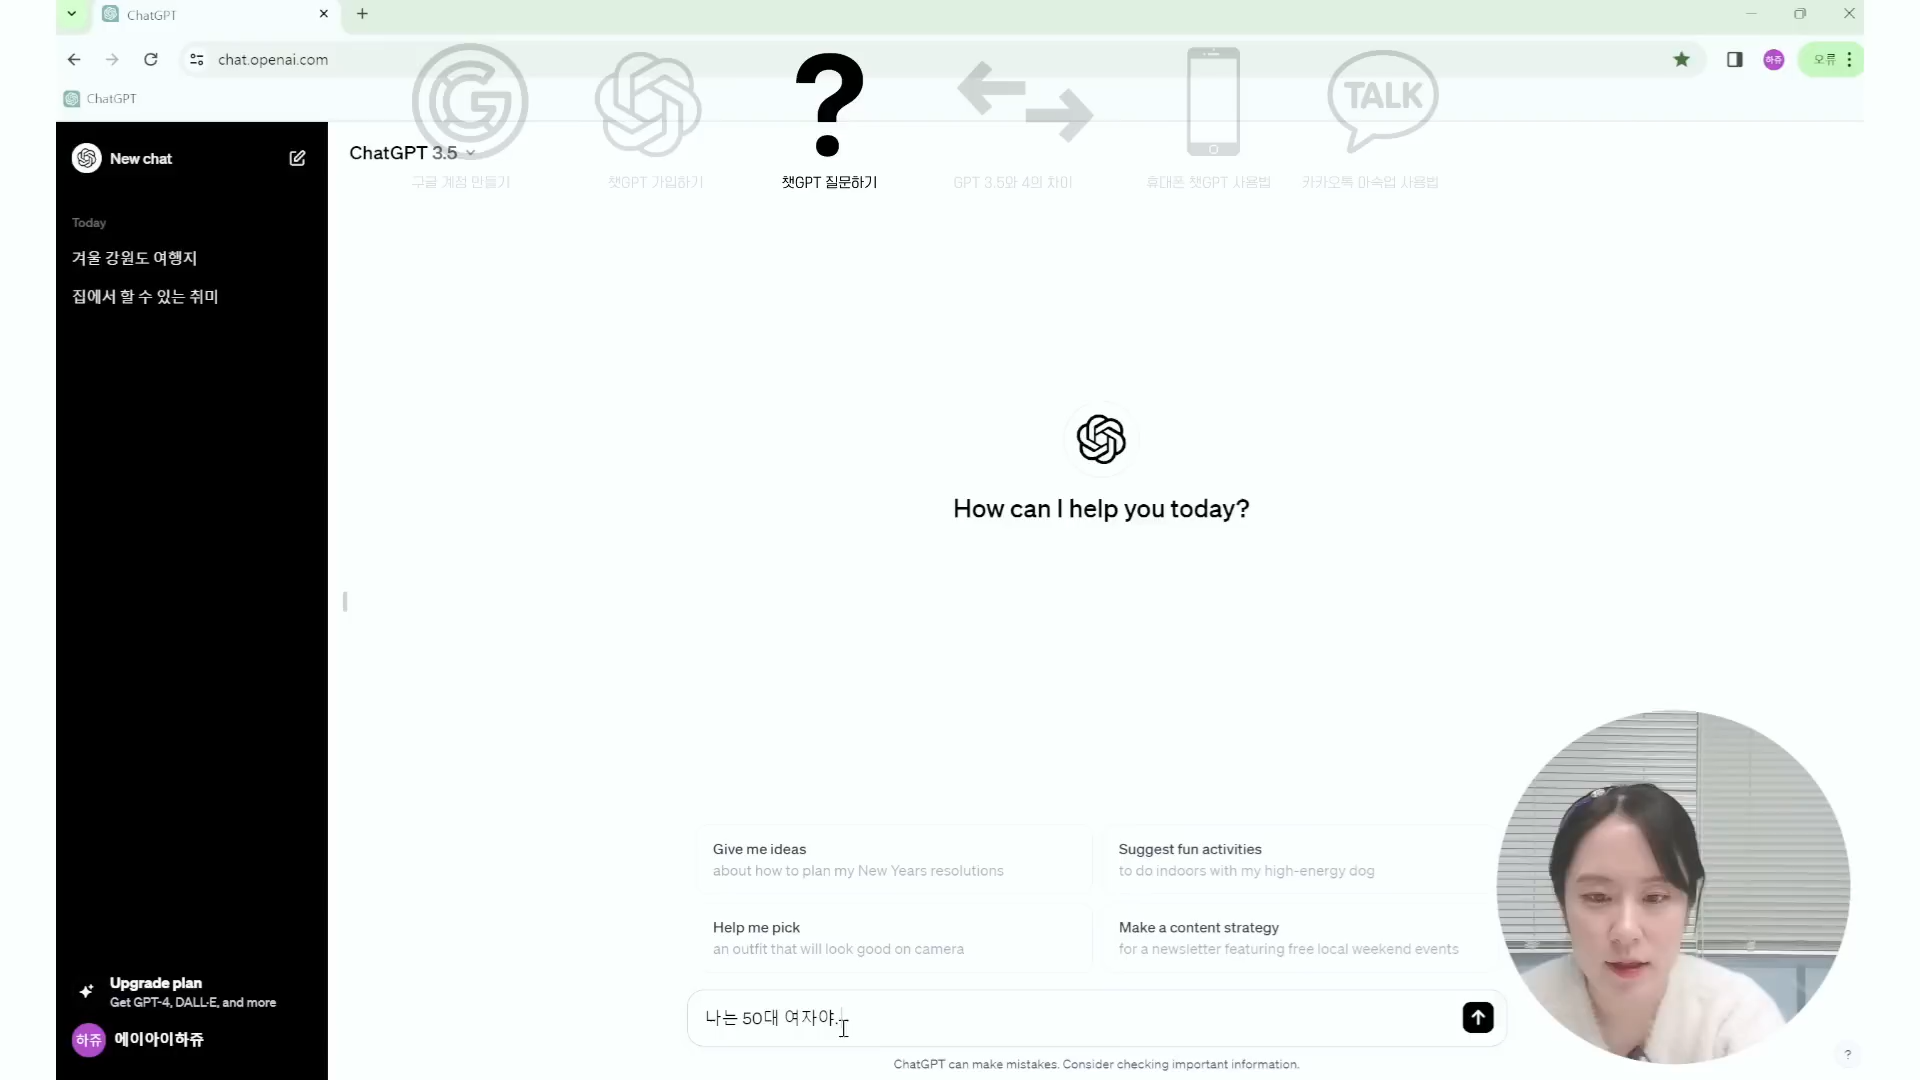 ChatGPT
chat.openai.com
오류
ChatGPT
TALK
New chat
ChatGPT 3.5
구글 계정 만들기
챗GPT 가입하기
챗GPT 질문하기
GPT 3.5와 4의 차이
휴대폰 챗GPT 사용법
카카오톡 아숙업 사용법
Today
겨울 강원도 여행지
집에서 할 수 있는 취미
How can I help you today?
Give me ideas
about how to plan my New Years resolutions
Suggest fun activities
to do indoors with my high-energy dog
Help me pick
an outfit that will look good on camera
Make a content strategy
for a newsletter featuring free local weekend events
Upgrade plan
Get GPT-4, DALL·E, and more
하쥬
에이아이하쥬
나는 50대 여자야.
ChatGPT can make mistakes. Consider checking important information.
?